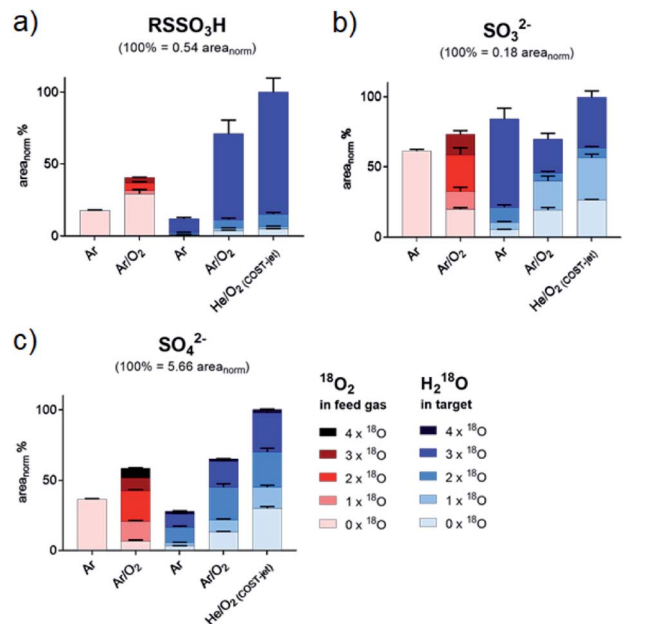 a)
RSSO₃H
(100% = 0.54 areaₙₒᵣₘ)
areaₙₒᵣₘ %
100
50
0
Ar
Ar/O₂
Ar
Ar/O₂
He/O₂ (COST-jet)
b)
SO₃²⁻
(100% = 0.18 areaₙₒᵣₘ)
areaₙₒᵣₘ %
100
50
0
Ar
Ar/O₂
Ar
Ar/O₂
He/O₂ (COST-jet)
c)
SO₄²⁻
(100% = 5.66 areaₙₒᵣₘ)
areaₙₒᵣₘ %
100
50
0
Ar
Ar/O₂
Ar
Ar/O₂
He/O₂ (COST-jet)
¹⁸O₂
in feed gas
4 x ¹⁸O
3 x ¹⁸O
2 x ¹⁸O
1 x ¹⁸O
0 x ¹⁸O
H₂¹⁸O
in target
4 x ¹⁸O
3 x ¹⁸O
2 x ¹⁸O
1 x ¹⁸O
0 x ¹⁸O